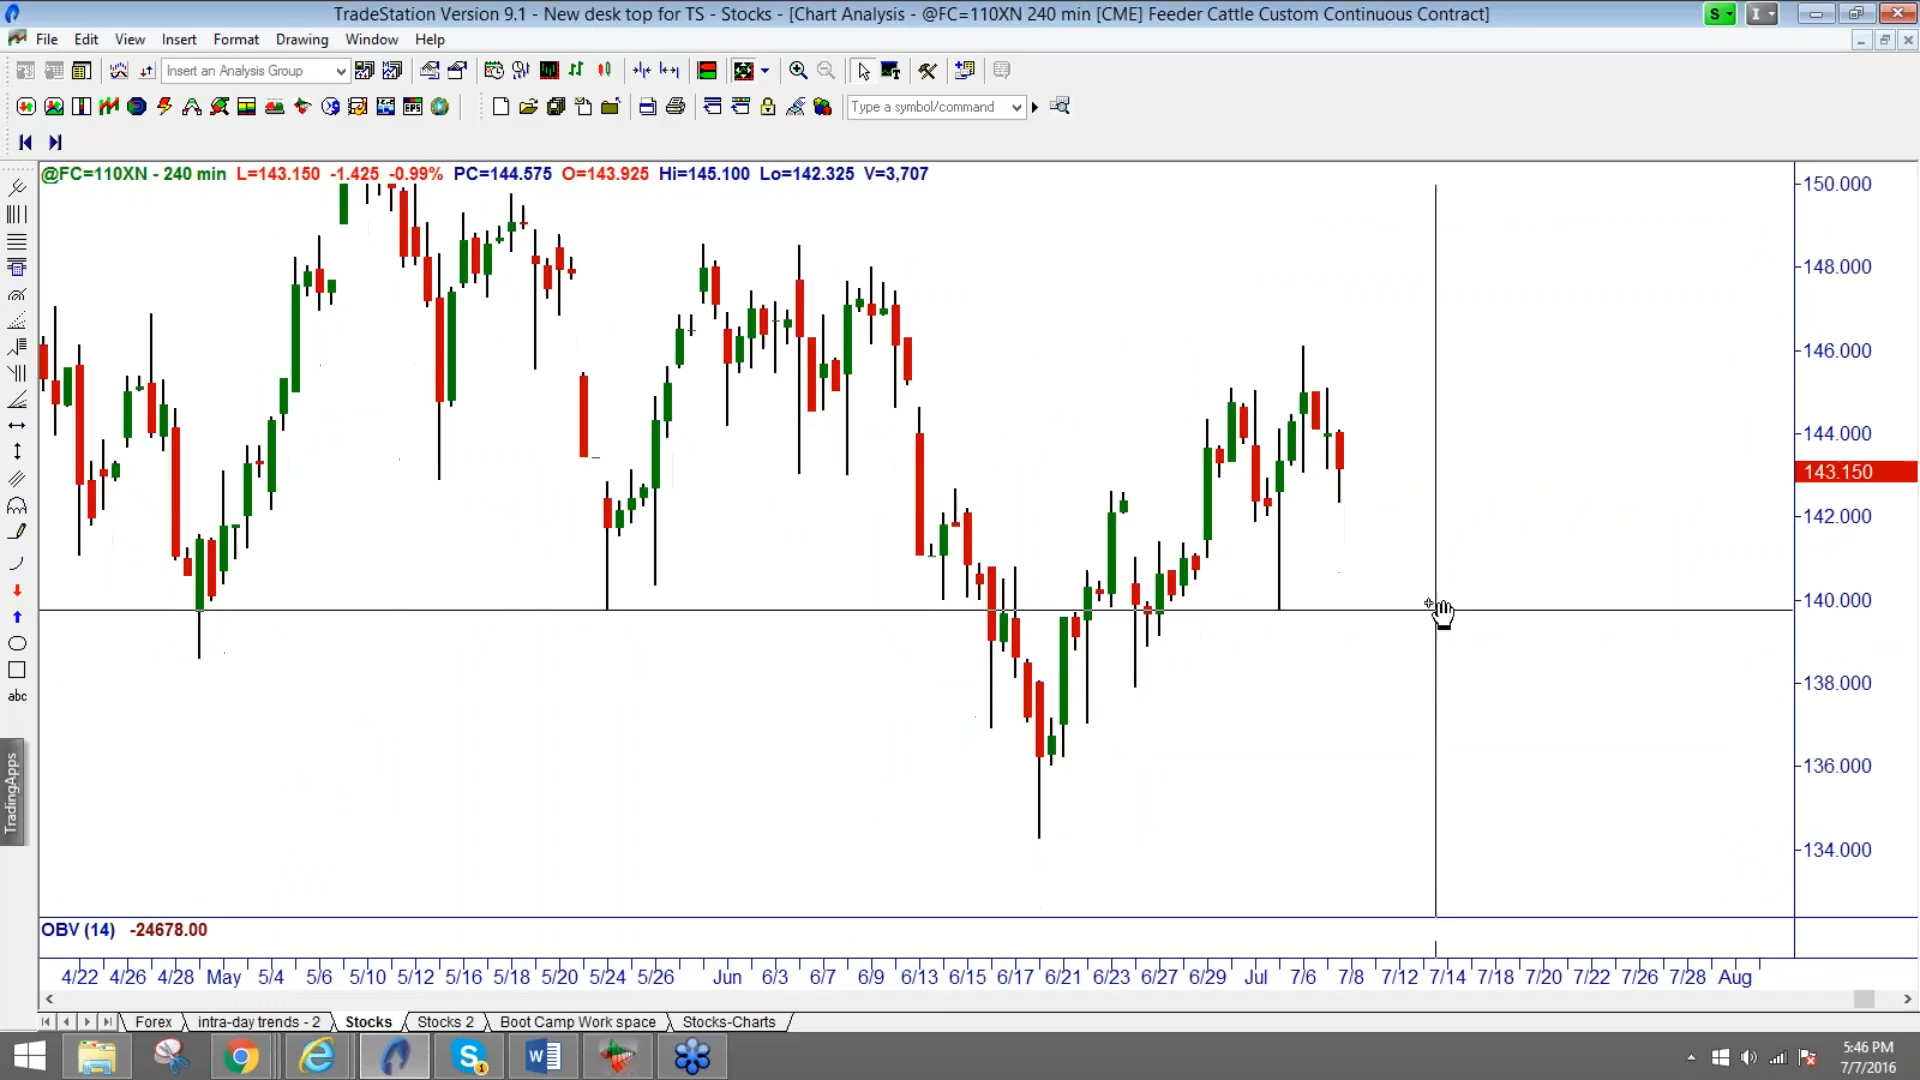 TradeStation Version 9.1 - New desk top for TS - Stocks - [Chart Analysis - @FC=110XN 240 min [CME] Feeder Cattle Custom Continuous Contract]
S
I
File Edit View Insert Format Drawing Window Help
Insert an Analysis Group
EPS
Type a symbol/command
@FC=110XN - 240 min L=143.150 -1.425 -0.99% PC=144.575 O=143.925 Hi=145.100 Lo=142.325 V=3,707
150.000
148.000
146.000
144.000
143.150
142.000
140.000
138.000
136.000
134.000
abc
TradingApps
OBV (14) -24678.00
4/22 4/26 4/28 May 5/4 5/6 5/10 5/12 5/16 5/18 5/20 5/24 5/26 Jun 6/3 6/7 6/9 6/13 6/15 6/17 6/21 6/23 6/27 6/29 Jul 7/6 7/8 7/12 7/14 7/18 7/20 7/22 7/26 7/28 Aug
Forex intra-day trends - 2 Stocks Stocks 2 Boot Camp Work space Stocks-Charts
5:46 PM
7/7/2016